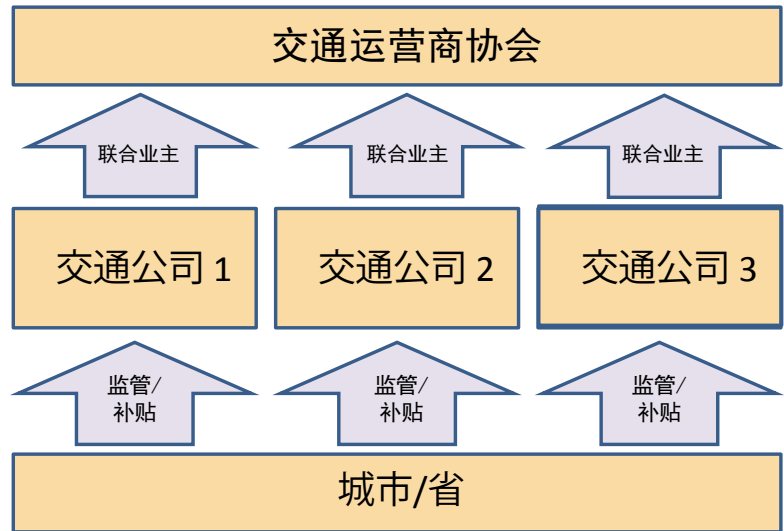 交通运营商协会
联合业主
联合业主
联合业主
交通公司 1
交通公司 2
交通公司 3
监管/
补贴
监管/
补贴
监管/
补贴
城市/省